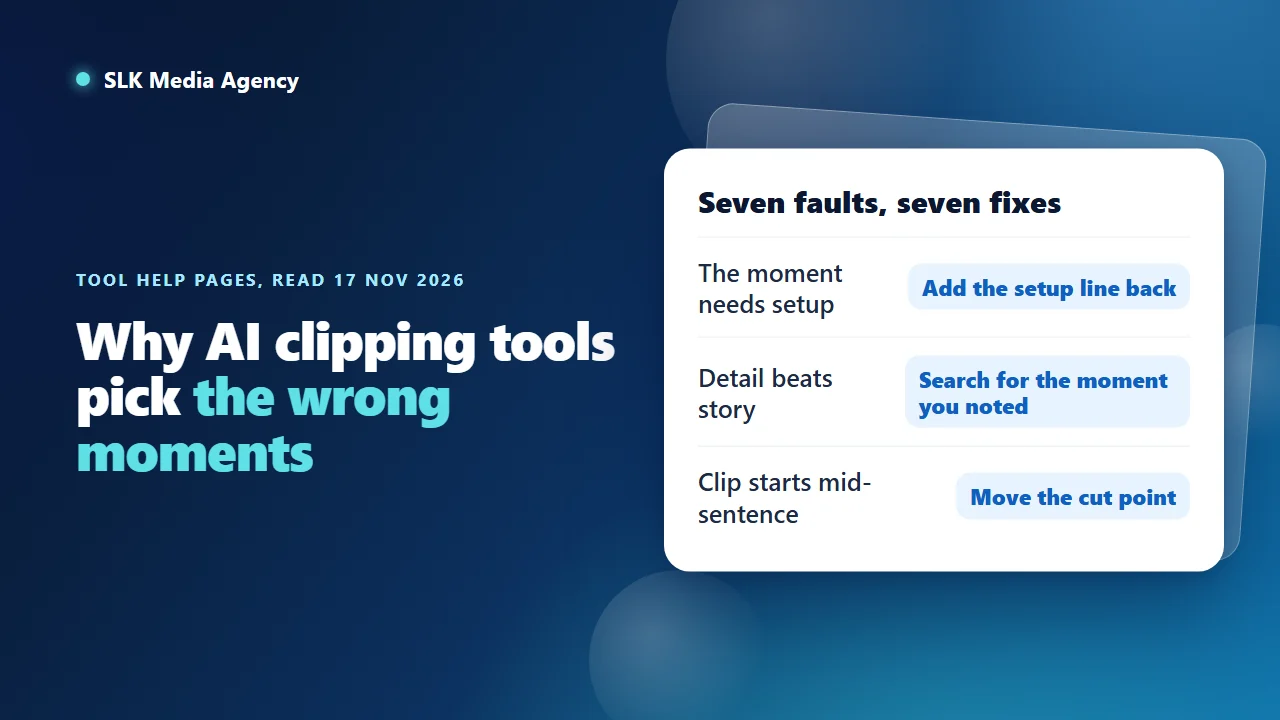 SLK Media Agency
TOOL HELP PAGES, READ 17 NOV 2026
Why AI clipping tools
pick the wrong
moments
Seven faults, seven fixes
The moment
needs setup
Add the setup line back
Detail beats
story
Search for the moment
you noted
Clip starts mid-
sentence
Move the cut point